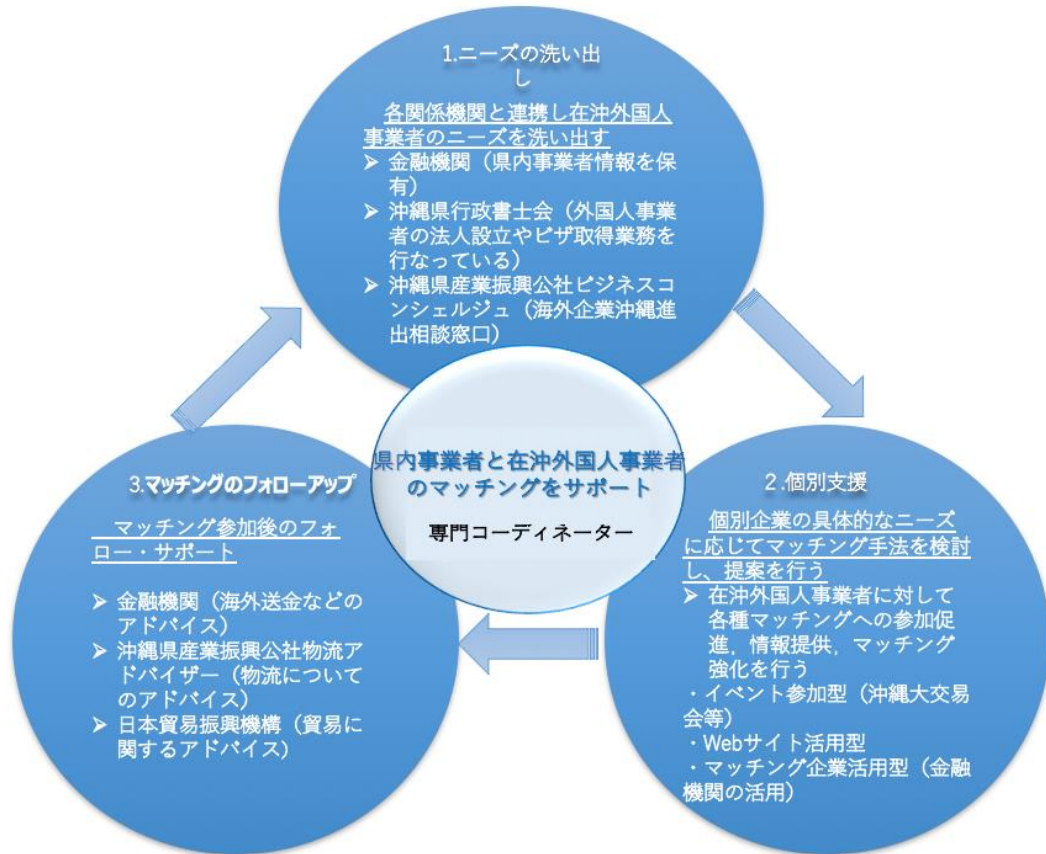 1.ニーズの洗い出
し
各関係機関と連携し在沖外国人
事業者のニーズを洗い出す
➤ 金融機関（県内事業者情報を保
有）
➤ 沖縄県行政書士会（外国人事業
者の法人設立やビザ取得業務を
行なっている）
➤ 沖縄県産業振興公社ビジネスコ
ンシェルジュ（海外企業沖縄進
出相談窓口）
県内事業者と在沖外国人事業者
のマッチングをサポート
専門コーディネーター
2.個別支援
個別企業の具体的なニーズ
に応じてマッチング手法を検討
し、提案を行う
➤ 在沖外国人事業者に対して
各種マッチングへの参加促
進，情報提供，マッチング
強化を行う
・イベント参加型（沖縄大交易
会等）
・Webサイト活用型
・マッチング企業活用型（金融
機関の活用）
3.マッチングのフォローアップ
マッチング参加後のフォ
ロー・サポート
➤ 金融機関（海外送金などの
アドバイス）
➤ 沖縄県産業振興公社物流ア
ドバイザー（物流について
のアドバイス）
➤ 日本貿易振興機構（貿易に
関するアドバイス）